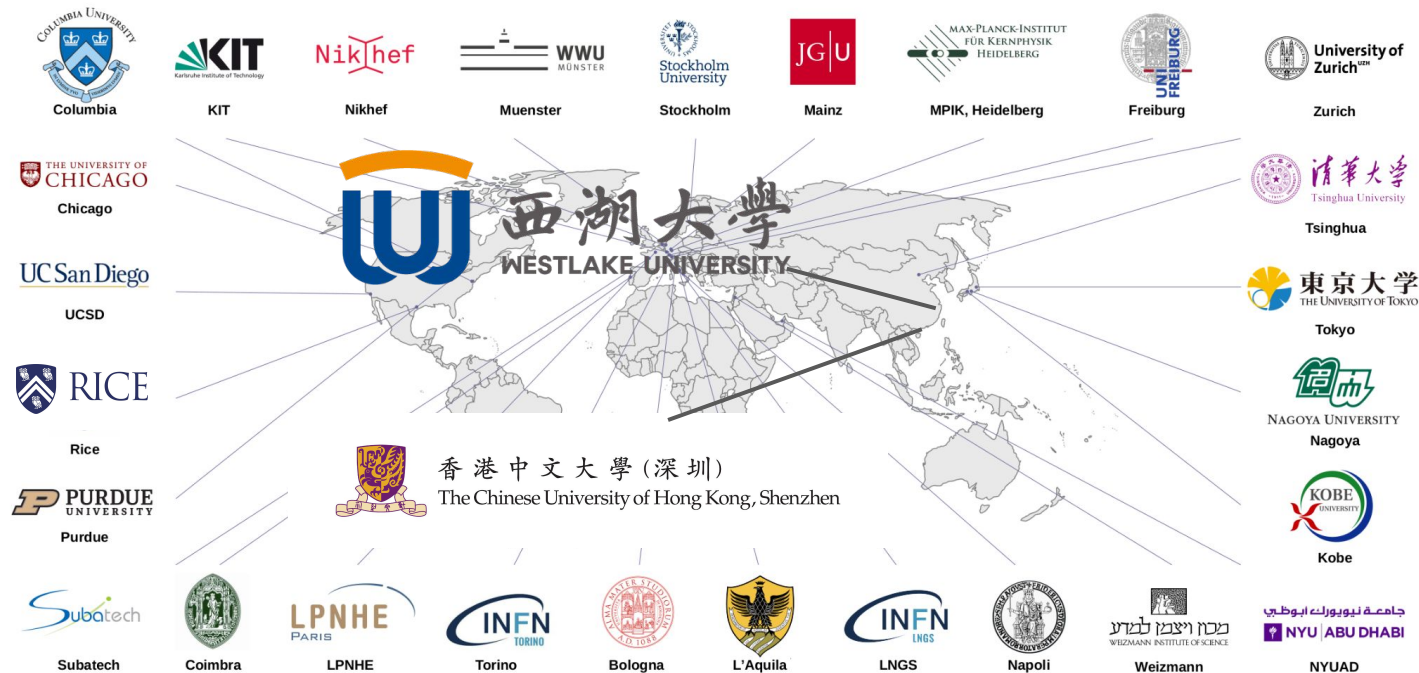 COLUMBIA UNIVERSITY
Columbia
KIT
Karlsruhe Institute of Technology
KIT
Nikhef
Nikhef
WWU
MÜNSTER
Muenster
Stockholm
University
Stockholm
JG|U
Mainz
MAX-PLANCK-INSTITUT
FÜR KERNPHYSIK
HEIDELBERG
MPIK, Heidelberg
UNI
FREIBURG
Freiburg
University of
Zurich UZH
Zurich
THE UNIVERSITY OF
CHICAGO
Chicago
西湖大學
WESTLAKE UNIVERSITY
清華大学
Tsinghua University
Tsinghua
UC San Diego
UCSD
東京大学
THE UNIVERSITY OF TOKYO
Tokyo
RICE
Rice
NAGOYA UNIVERSITY
Nagoya
香港中文大學(深圳)
The Chinese University of Hong Kong, Shenzhen
P PURDUE
UNIVERSITY
Purdue
KOBE
UNIVERSITY
Kobe
Subatech
Subatech
Coimbra
LPNHE
PARIS
LPNHE
INFN
TORINO
Torino
ALMA MATER STUDIORUM
A.D. 1088
Bologna
L'Aquila
INFN
LNGS
LNGS
Napoli
מכון ויצמן למדע
WEIZMANN INSTITUTE OF SCIENCE
Weizmann
جامعة نيويورك أبوظبي
NYU | ABU DHABI
NYUAD